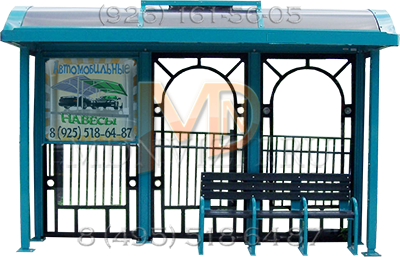 (926) 161-56-05
Автомобильные
НАВЕСЫ
8 (925) 518-64-87
8 (495) 518-64-87